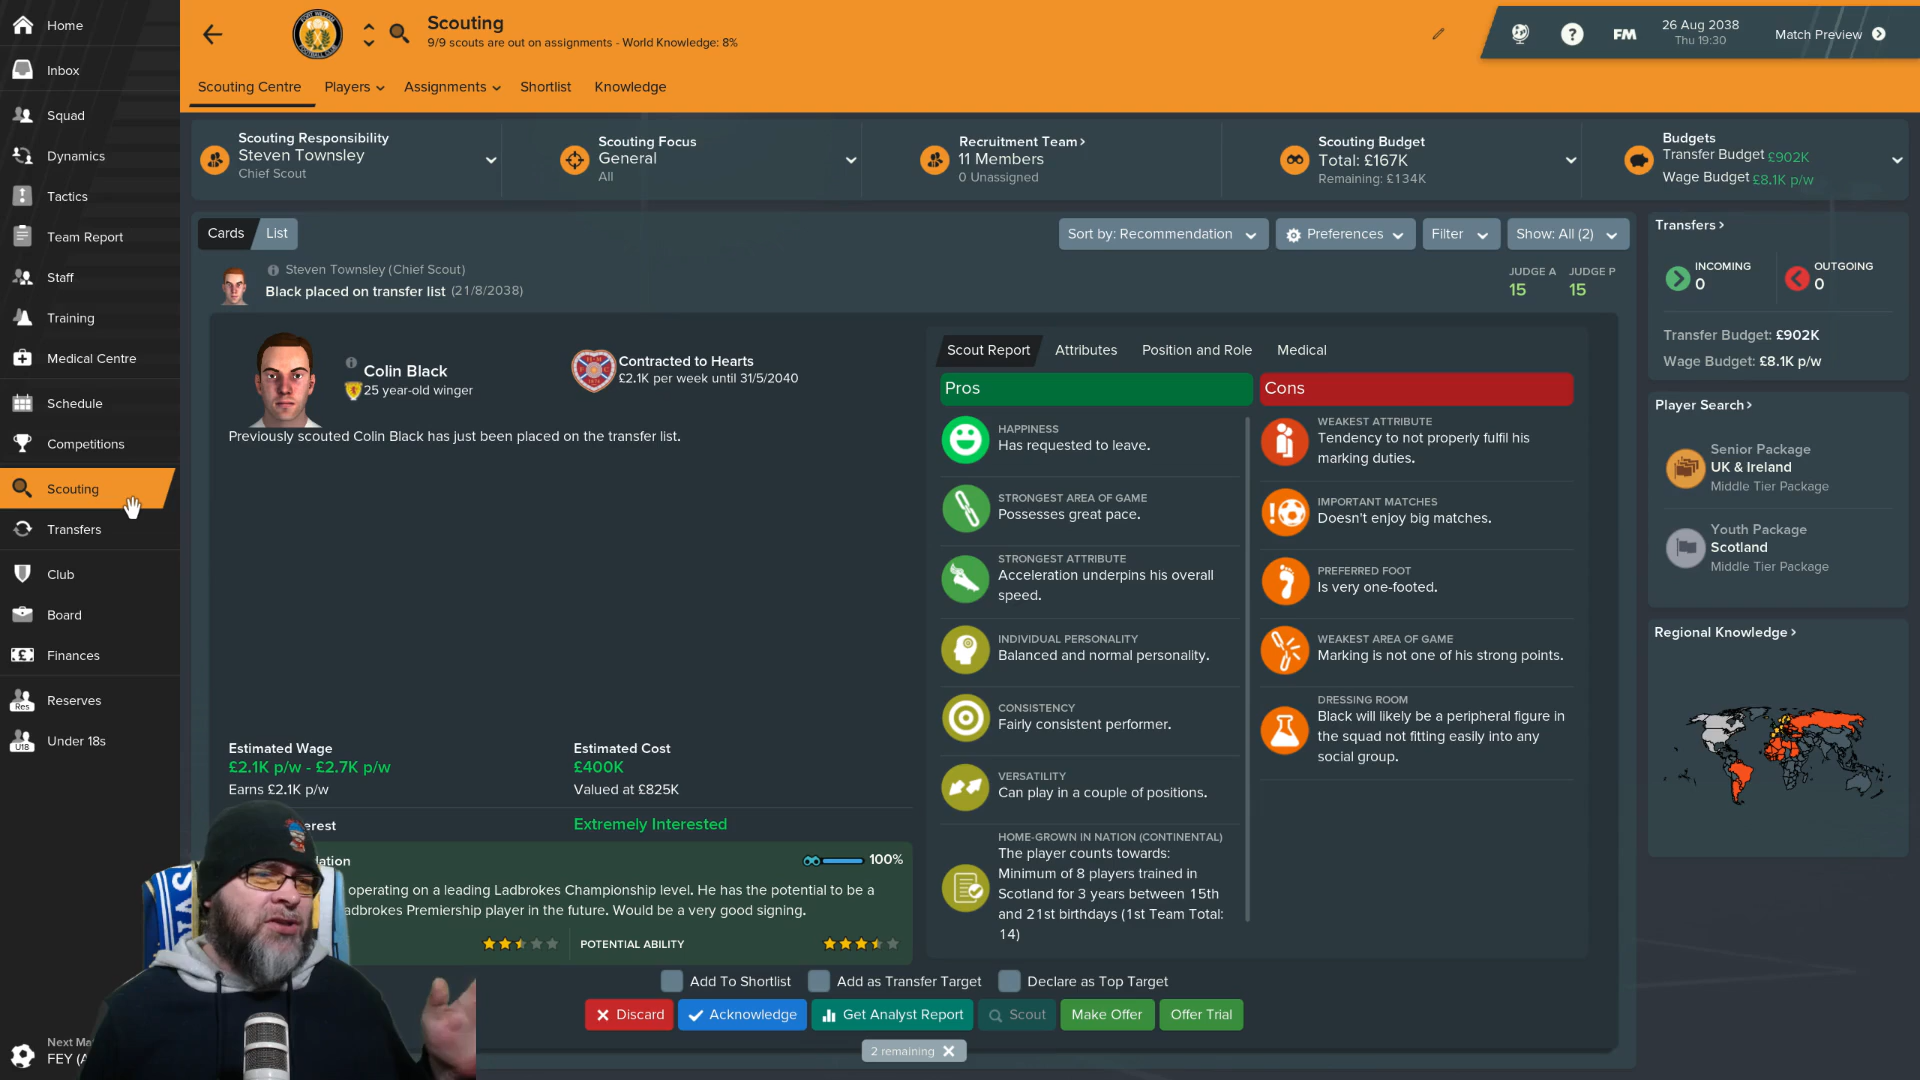 Home
Inbox
Squad
Dynamics
Tactics
Team Report
Staff
Training
Medical Centre
Schedule
Competitions
Scouting
Transfers
Club
Board
Finances
Reserves
Under 18s
Next
FEY (A
Scouting
9/9 scouts are out on assignments - World Knowledge: 8%
26 Aug 2038
Thu 19:30
FM
Match Preview
Scouting Centre
Players
Assignments
Shortlist
Knowledge
Scouting Responsibility
Steven Townsley
Chief Scout
Scouting Focus
General
All
Recruitment Team >
11 Members
0 Unassigned
Scouting Budget
Total: £167K
Remaining: £134K
Budgets
Transfer Budget £902K
Wage Budget £8.1K p/w
Cards
List
Sort by: Recommendation
Preferences
Filter
Show: All (2)
Steven Townsley (Chief Scout)
Black placed on transfer list (21/8/2038)
JUDGE A
15
JUDGE P
15
Colin Black
25 year-old winger
Contracted to Hearts
£2.1K per week until 31/5/2040
Previously scouted Colin Black has just been placed on the transfer list.
Estimated Wage
£2.1K p/w - £2.7K p/w
Earns £2.1K p/w
Estimated Cost
£400K
Valued at £825K
erest
Extremely Interested
dation
100%
operating on a leading Ladbrokes Championship level. He has the potential to be a
adbrokes Premiership player in the future. Would be a very good signing.
POTENTIAL ABILITY
Scout Report
Attributes
Position and Role
Medical
Pros
HAPPINESS
Has requested to leave.
STRONGEST AREA OF GAME
Possesses great pace.
STRONGEST ATTRIBUTE
Acceleration underpins his overall
speed.
INDIVIDUAL PERSONALITY
Balanced and normal personality.
CONSISTENCY
Fairly consistent performer.
VERSATILITY
Can play in a couple of positions.
HOME-GROWN IN NATION (CONTINENTAL)
The player counts towards:
Minimum of 8 players trained in
Scotland for 3 years between 15th
and 21st birthdays (1st Team Total:
14)
Cons
WEAKEST ATTRIBUTE
Tendency to not properly fulfil his
marking duties.
IMPORTANT MATCHES
Doesn't enjoy big matches.
PREFERRED FOOT
Is very one-footed.
WEAKEST AREA OF GAME
Marking is not one of his strong points.
DRESSING ROOM
Black will likely be a peripheral figure in
the squad not fitting easily into any
social group.
Add To Shortlist
Add as Transfer Target
Declare as Top Target
Discard
Acknowledge
Get Analyst Report
Scout
Make Offer
Offer Trial
2 remaining
Transfers >
INCOMING
0
OUTGOING
0
Transfer Budget: £902K
Wage Budget: £8.1K p/w
Player Search >
Senior Package
UK & Ireland
Middle Tier Package
Youth Package
Scotland
Middle Tier Package
Regional Knowledge >